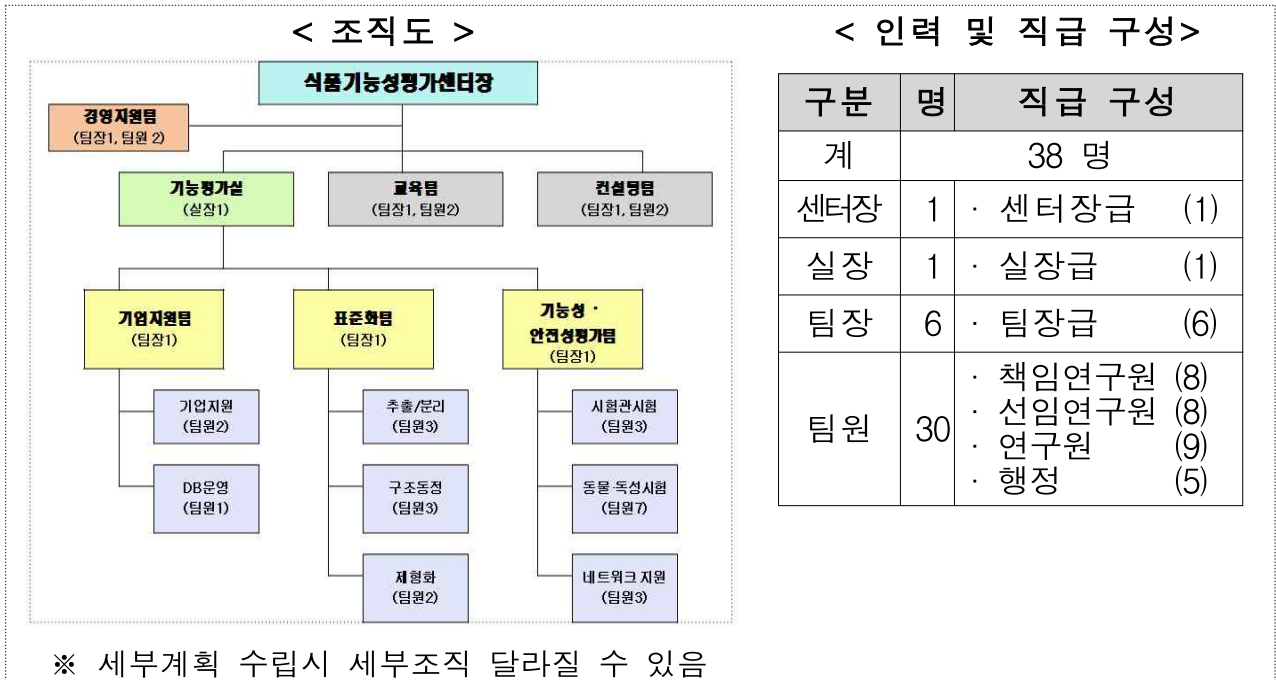 < 조직도 >
식품기능성평가센터장
경영지원팀
(팀장1, 팀원 2)
기능평가실
(실장1)
교육팀
(팀장1, 팀원2)
컨설팅팀
(팀장1, 팀원2)
기업지원팀
(팀장1)
표준화팀
(팀장1)
기능성 ·
안전성평가팀
(팀장1)
기업지원
(팀원2)
추출/분리
(팀원3)
시험관시험
(팀원3)
DB운영
(팀원1)
구조동정
(팀원3)
동물·독성시험
(팀원7)
제형화
(팀원2)
네트워크 지원
(팀원3)
※ 세부계획 수립시 세부조직 달라질 수 있음
< 인력 및 직급 구성>
구분 명 직급 구성
계 38 명
센터장 1 · 센터장급 (1)
실장 1 · 실장급 (1)
팀장 6 · 팀장급 (6)
팀원 30 · 책임연구원 (8)
· 선임연구원 (8)
· 연구원 (9)
· 행정 (5)